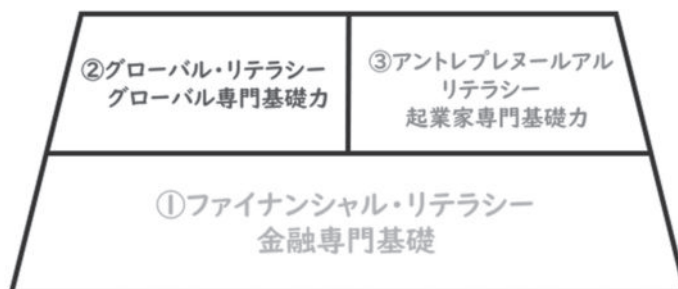 ②グローバル・リテラシー
グローバル専門基礎力
③アントレプレヌールアル
リテラシー
起業家専門基礎力
①ファイナンシャル・リテラシー
金融専門基礎